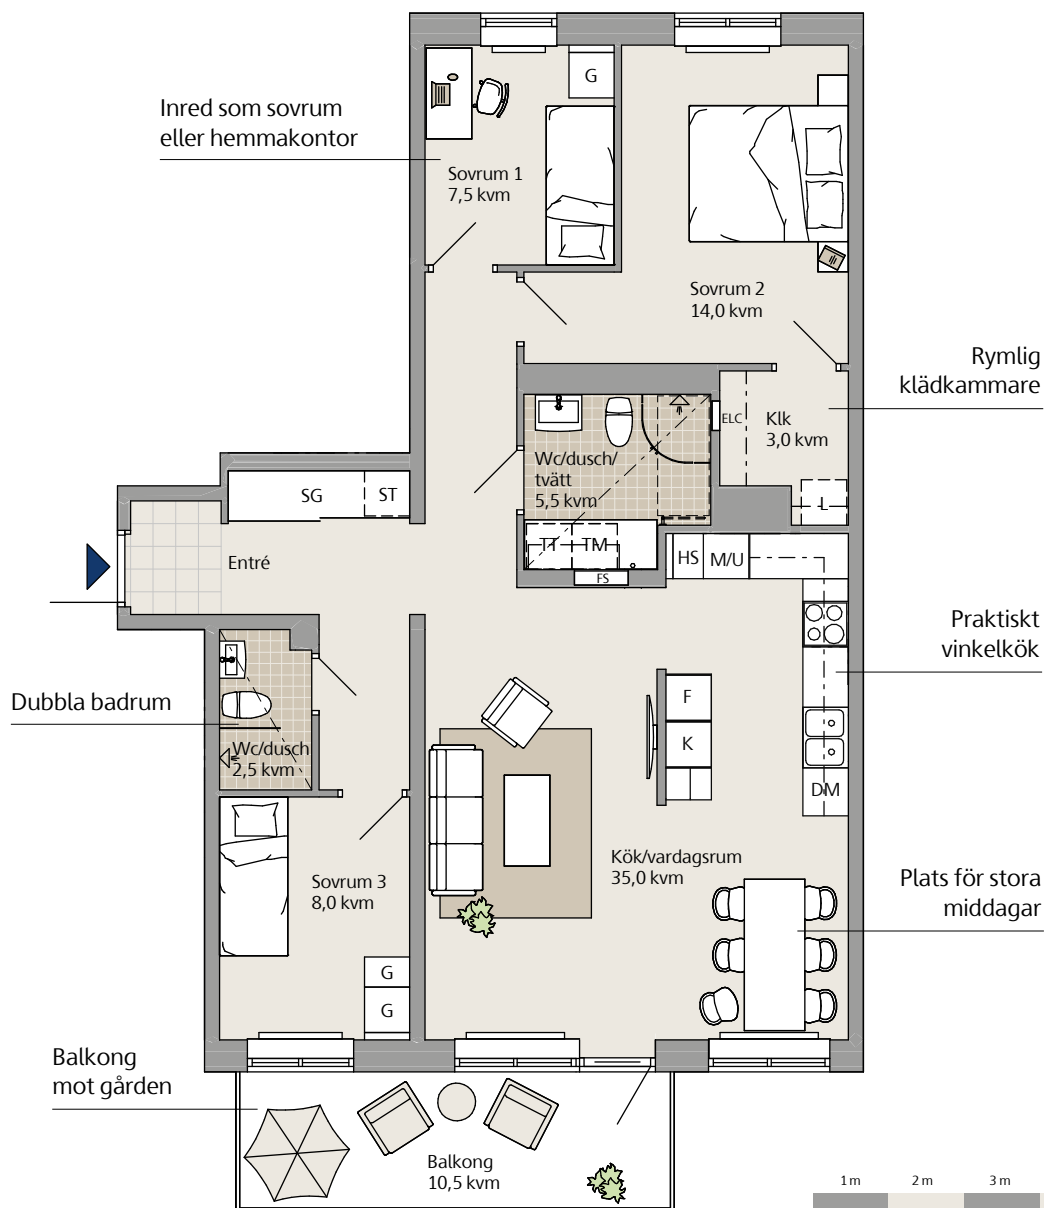 Inred som sovrum
eller hemmakontor
G
Sovrum 1
7,5 kvm
Sovrum 2
14,0 kvm
Rymlig
klädkammare
ELC
Klk
3,0 kvm
Wc/dusch/
tvätt
5,5 kvm
SG
ST
L
TT
TM
FS
HS
M/U
Entré
Praktiskt
vinkelkök
Dubbla badrum
F
K
Wc/dusch
2,5 kvm
DM
Kök/vardagsrum
35,0 kvm
Sovrum 3
8,0 kvm
Plats för stora
middagar
G
G
Balkong
mot gården
Balkong
10,5 kvm
1 m
2 m
3 m